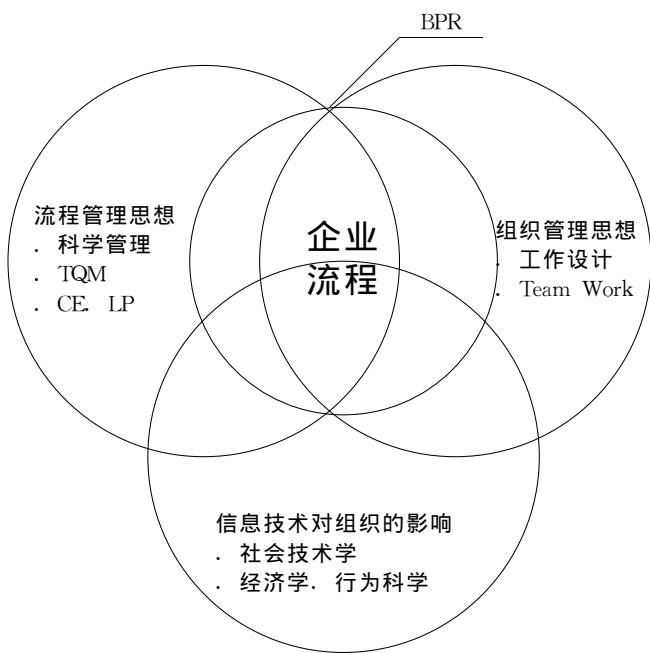 BPR
流程管理思想
. 科学管理
. TQM
. CE. LP
企业
流程
组织管理思想
. 工作设计
. Team Work
信息技术对组织的影响
. 社会技术学
. 经济学. 行为科学